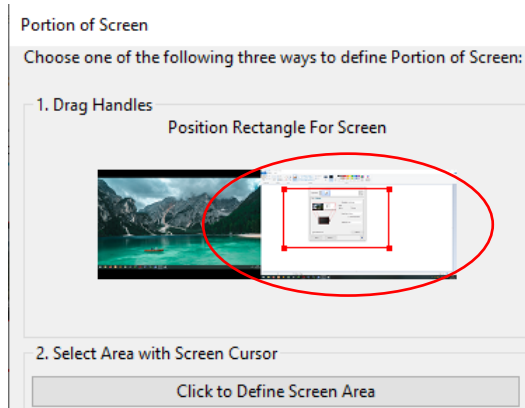 Portion of Screen
Choose one of the following three ways to define Portion of Screen:
1. Drag Handles
Position Rectangle For Screen
2. Select Area with Screen Cursor
Click to Define Screen Area